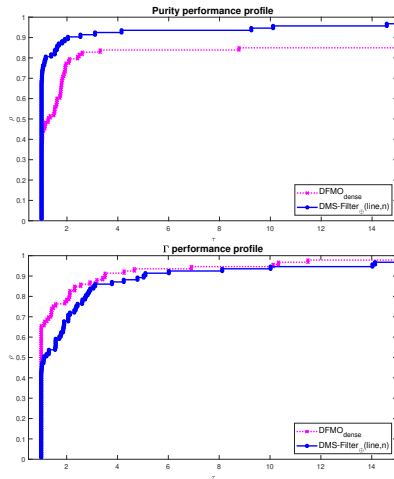 Purity performance profile
1
0.9
0.8
0.7
0.6
0.5
0.4
0.3
0.2
0.1
0
ρ
2 4 6 8 10 12 14
τ
DFMO_dense
DMS-Filter_⊕(line,n)
Γ performance profile
1
0.9
0.8
0.7
0.6
0.5
0.4
0.3
0.2
0.1
0
ρ
2 4 6 8 10 12 14
τ
DFMO_dense
DMS-Filter_⊕(line,n)